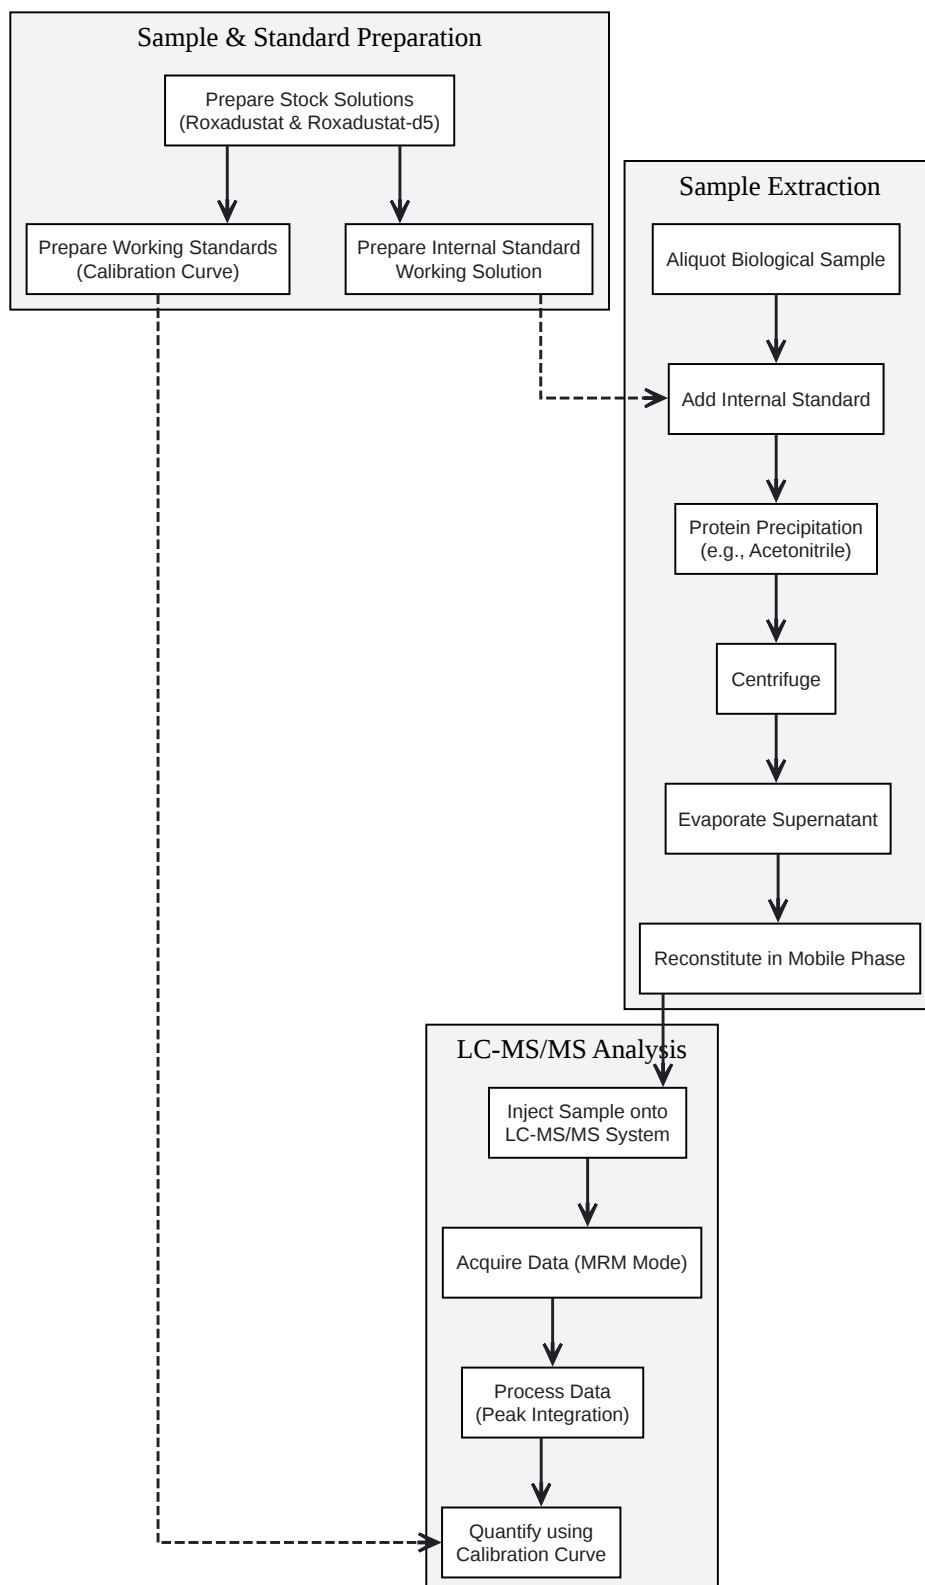 Sample & Standard Preparation
Prepare Stock Solutions
(Roxadustat & Roxadustat-d5)
Prepare Working Standards
(Calibration Curve)
Prepare Internal Standard
Working Solution
Sample Extraction
Aliquot Biological Sample
Add Internal Standard
Protein Precipitation
(e.g., Acetonitrile)
Centrifuge
Evaporate Supernatant
Reconstitute in Mobile Phase
LC-MS/MS Analysis
Inject Sample onto
LC-MS/MS System
Acquire Data (MRM Mode)
Process Data
(Peak Integration)
Quantify using
Calibration Curve